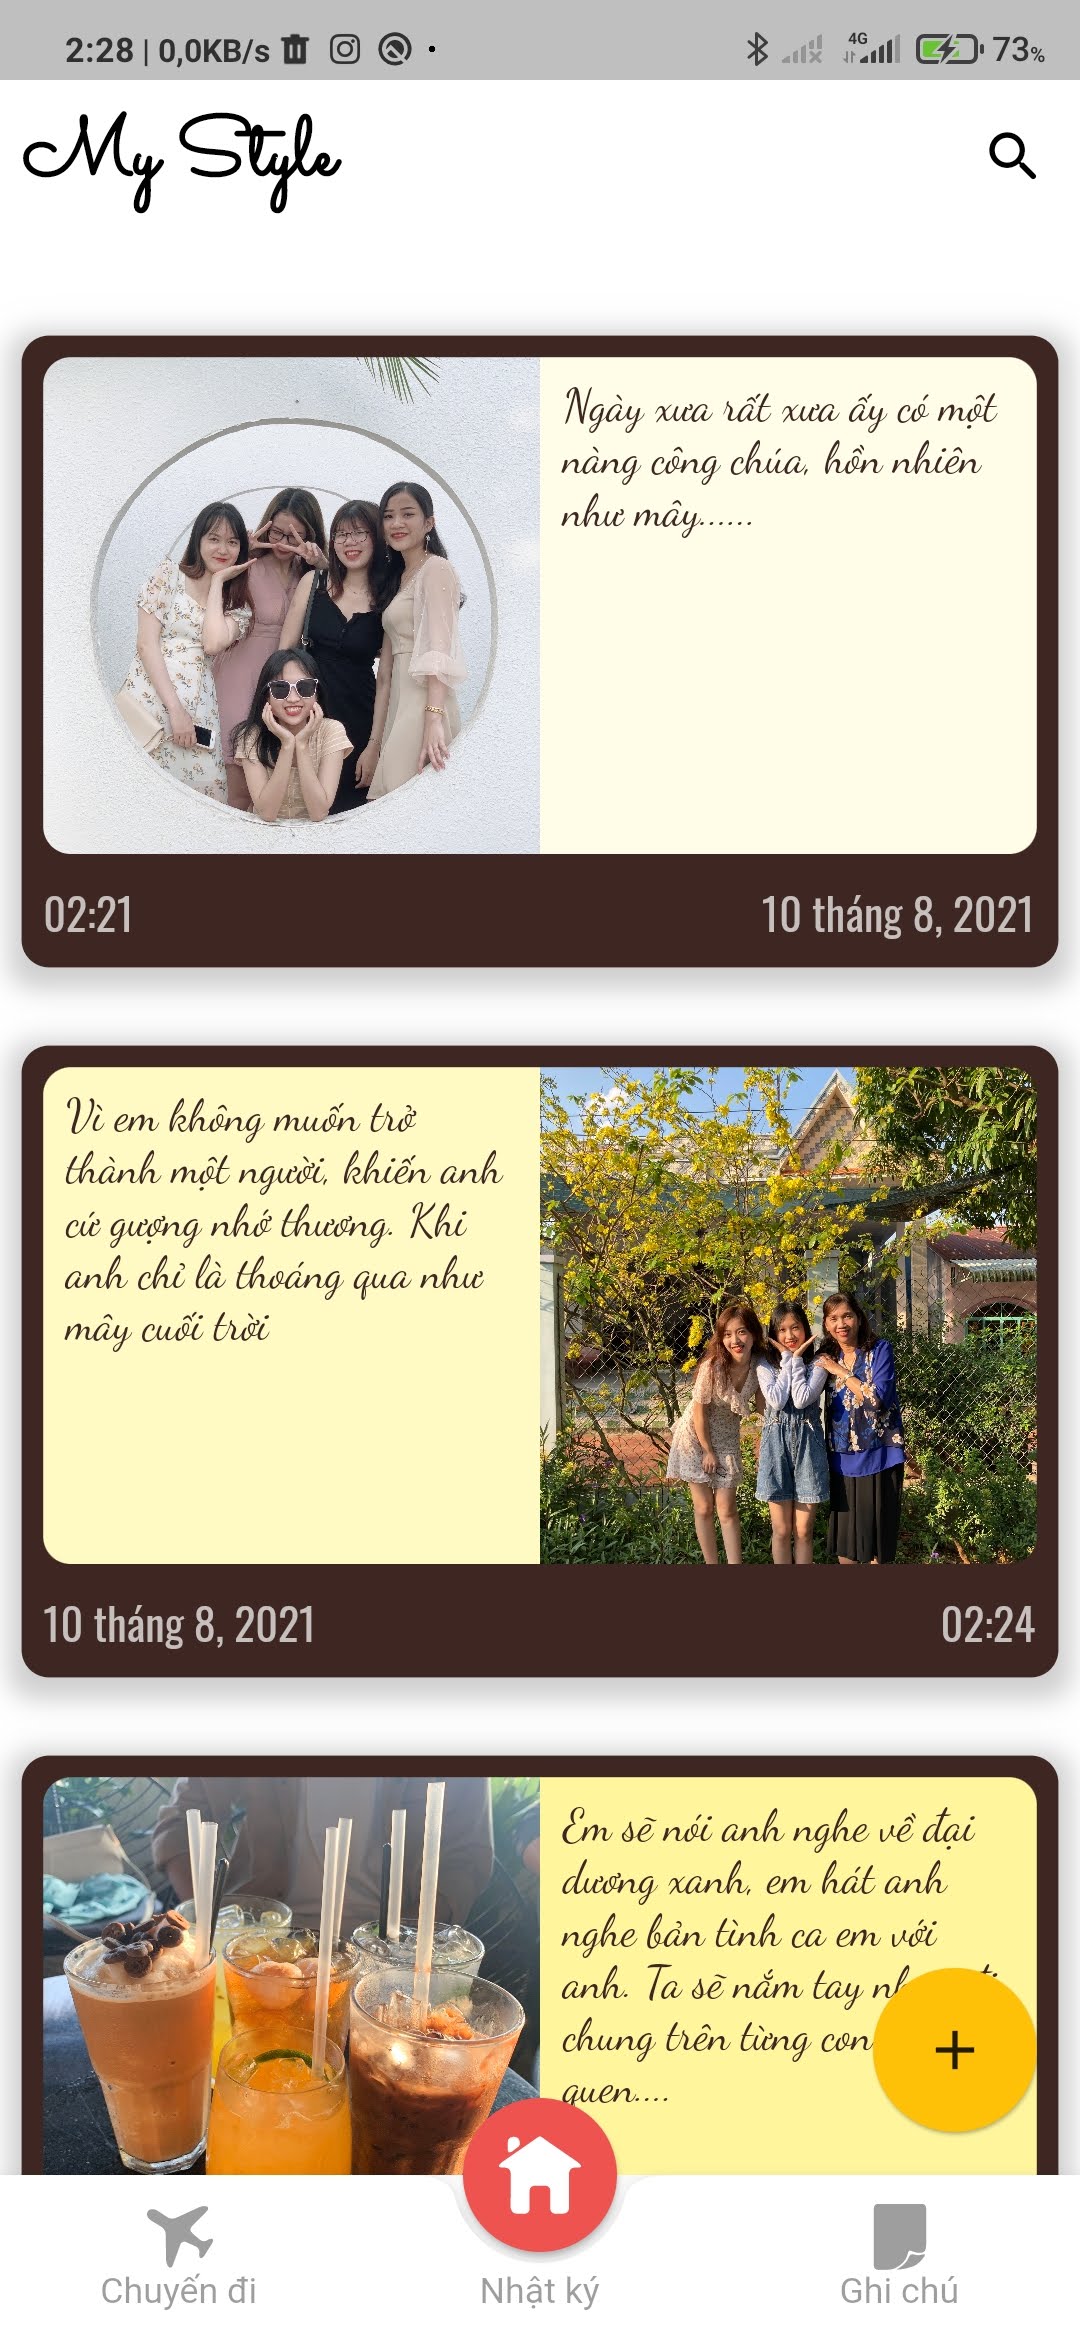 2:28 | 0,0KB/s
4G
73%
My Style
Ngày xưa rất xưa ấy có một
nàng công chúa, hồn nhiên
như mây......
02:21
10 tháng 8, 2021
Vì em không muốn trở
thành một người, khiến anh
cứ gượng nhớ thương. Khi
anh chỉ là thoáng qua như
mây cuối trời
10 tháng 8, 2021
02:24
Em sẽ nói anh nghe về đại
dương xanh, em hát anh
nghe bản tình ca em với
anh. Ta sẽ nắm tay
chung trên từng con
quen....
Chuyến đi
Nhật ký
Ghi chú